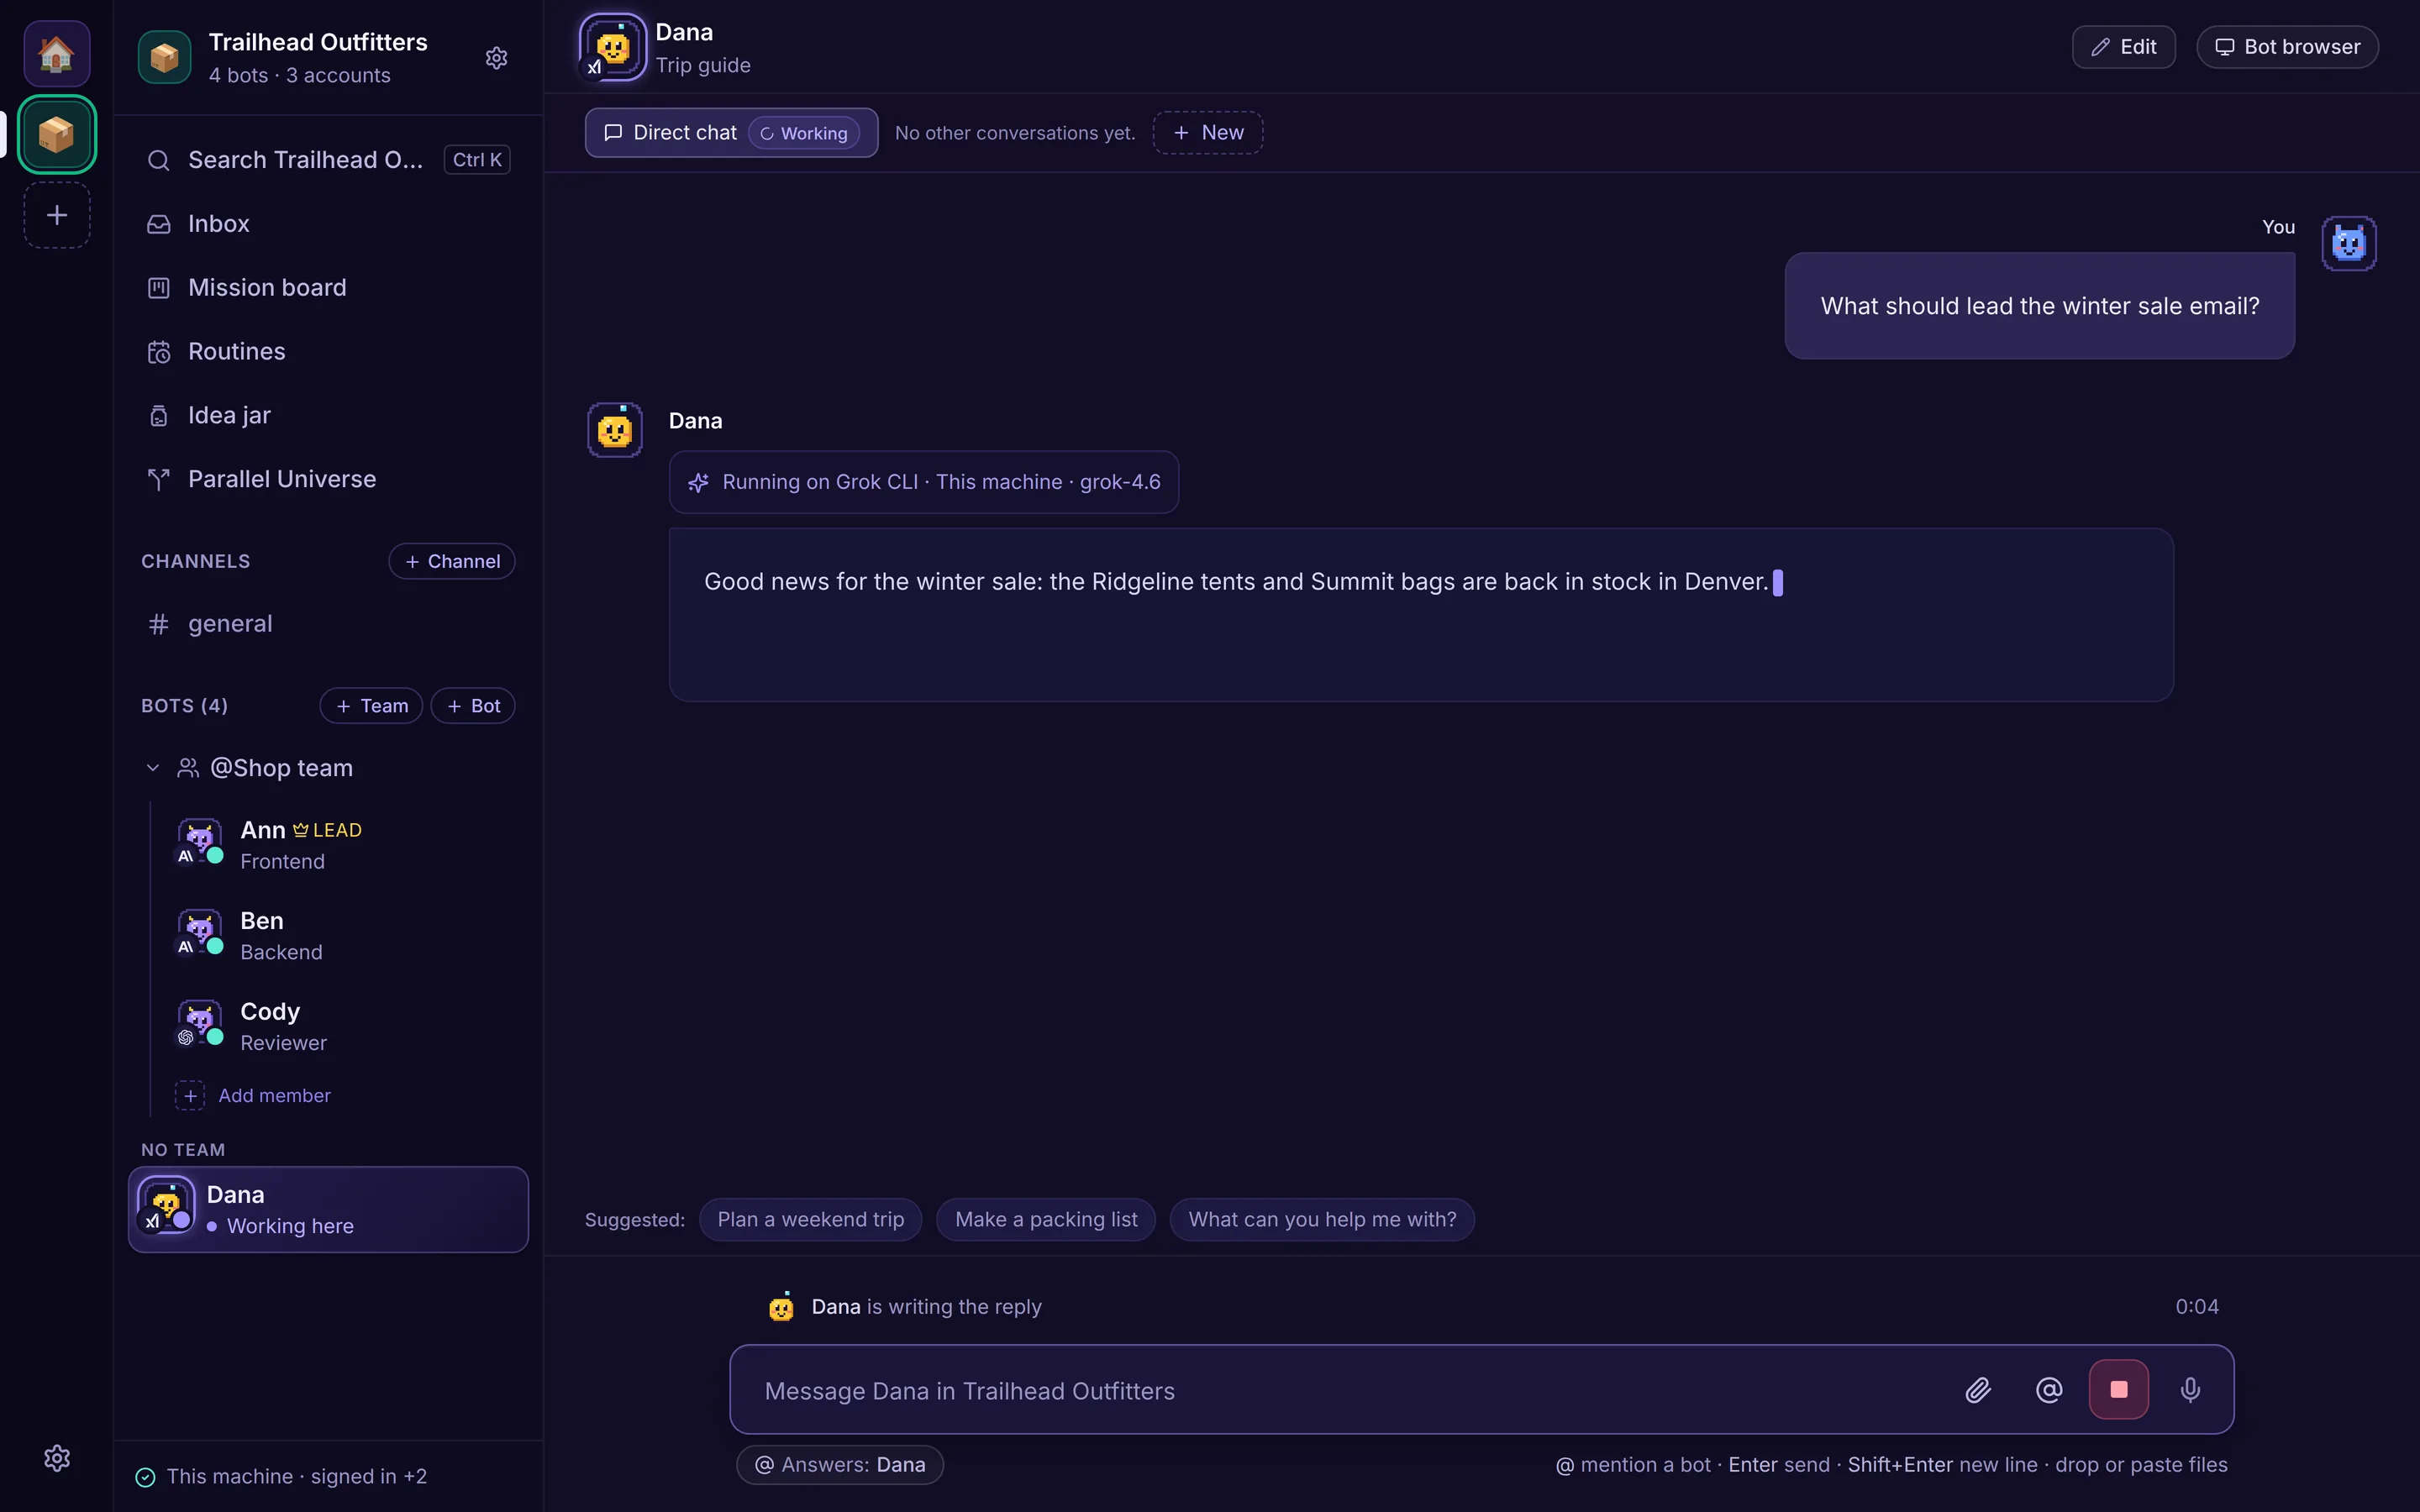 Trailhead Outfitters
4 bots · 3 accounts
Search Trailhead O... Ctrl K
Inbox
Mission board
Routines
Idea jar
Parallel Universe
CHANNELS
+ Channel
# general
BOTS (4)
+ Team
+ Bot
@Shop team
Ann LEAD
Frontend
Ben
Backend
Cody
Reviewer
+ Add member
NO TEAM
Dana
Working here
This machine · signed in +2
Dana
Trip guide
Edit
Bot browser
Direct chat Working
No other conversations yet.
+ New
You
What should lead the winter sale email?
Dana
Running on Grok CLI · This machine · grok-4.6
Good news for the winter sale: the Ridgeline tents and Summit bags are back in stock in Denver.
Suggested: Plan a weekend trip Make a packing list What can you help me with?
Dana is writing the reply 0:04
Message Dana in Trailhead Outfitters
@ Answers: Dana
@ mention a bot · Enter send · Shift+Enter new line · drop or paste files